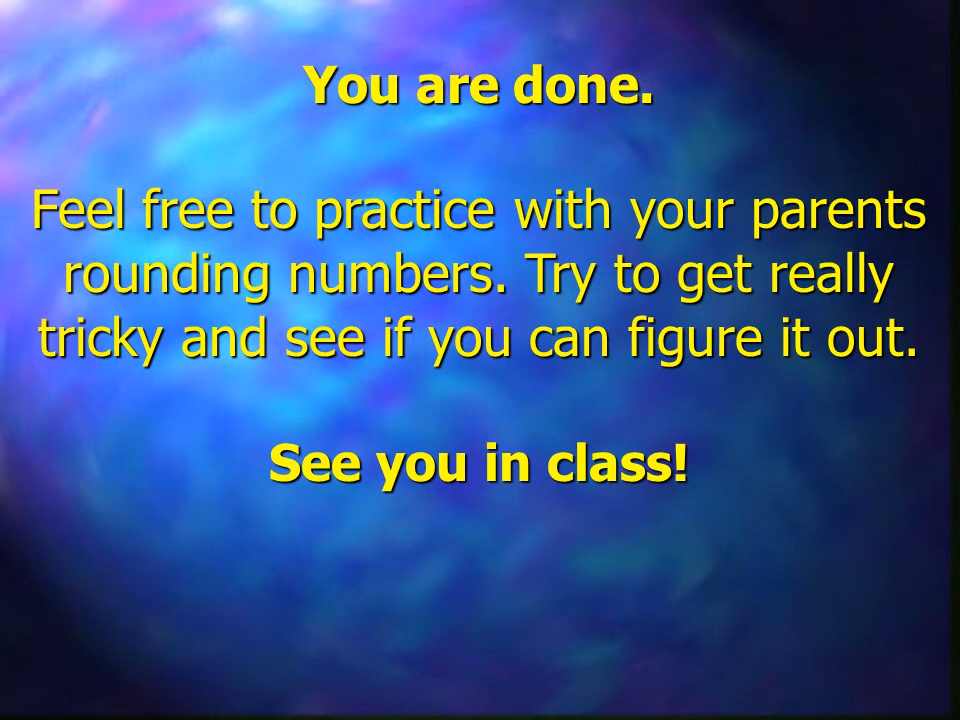 You are done.
Feel free to practice with your parents
rounding numbers. Try to get really
tricky and see if you can figure it out.
See you in class!